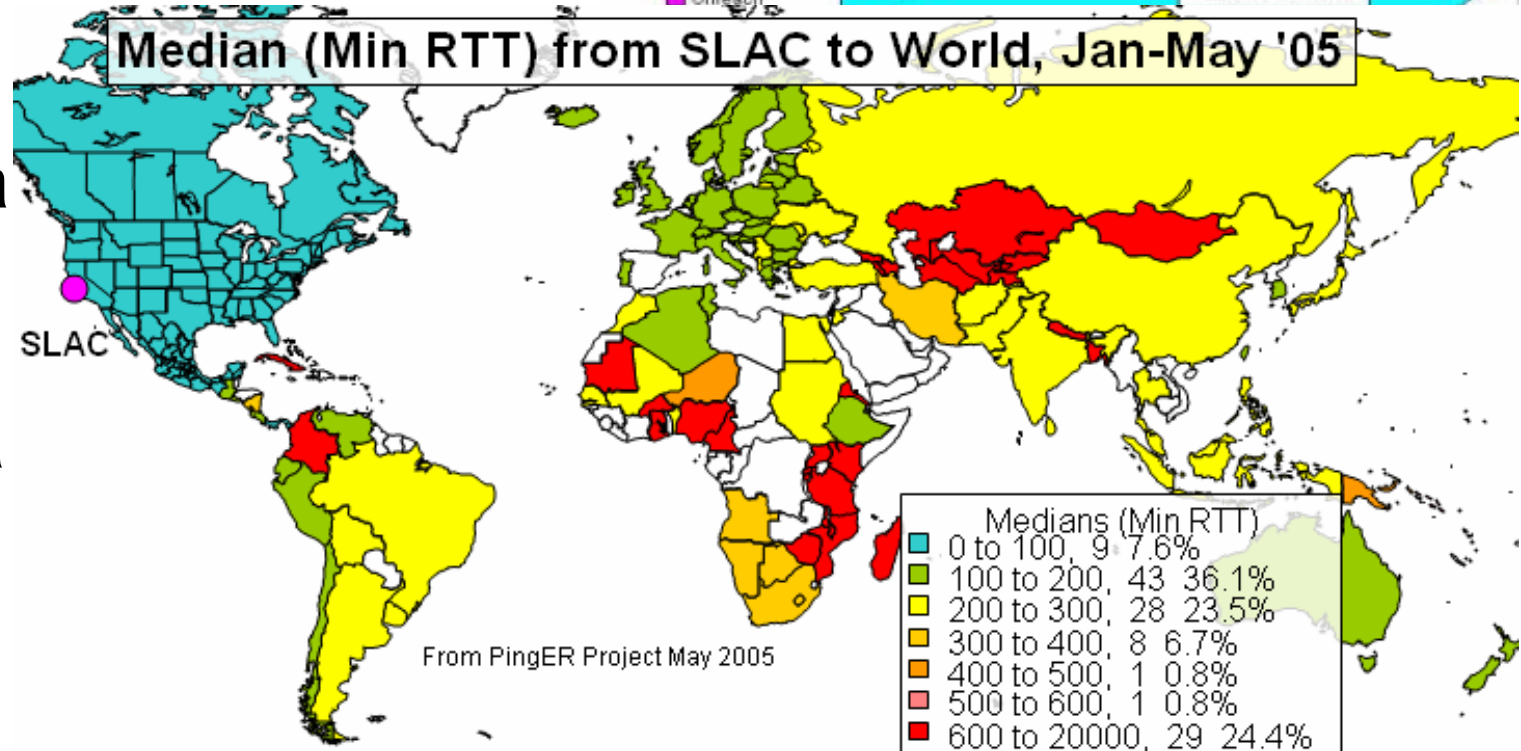 Median (Min RTT) from SLAC to World, Jan-May '05
SLAC
From PingER Project May 2005
Medians (Min RTT)
0 to 100, 9 7.6%
100 to 200, 43 36.1%
200 to 300, 28 23.5%
300 to 400, 8 6.7%
400 to 500, 1 0.8%
500 to 600, 1 0.8%
600 to 20000, 29 24.4%